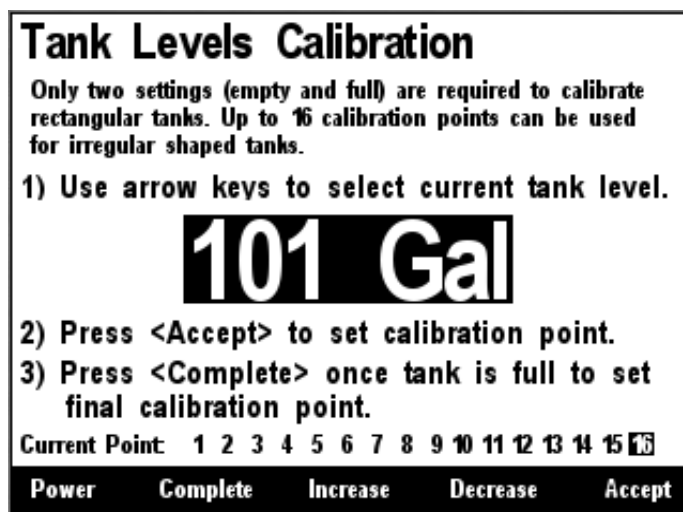 Tank Levels Calibration
Only two settings (empty and full) are required to calibrate
rectangular tanks. Up to 16 calibration points can be used
for irregular shaped tanks.
1) Use arrow keys to select current tank level.
101 Gal
2) Press <Accept> to set calibration point.
3) Press <Complete> once tank is full to set
final calibration point.
Current Point: 1 2 3 4 5 6 7 8 9 10 11 12 13 14 15 16
Power Complete Increase Decrease Accept